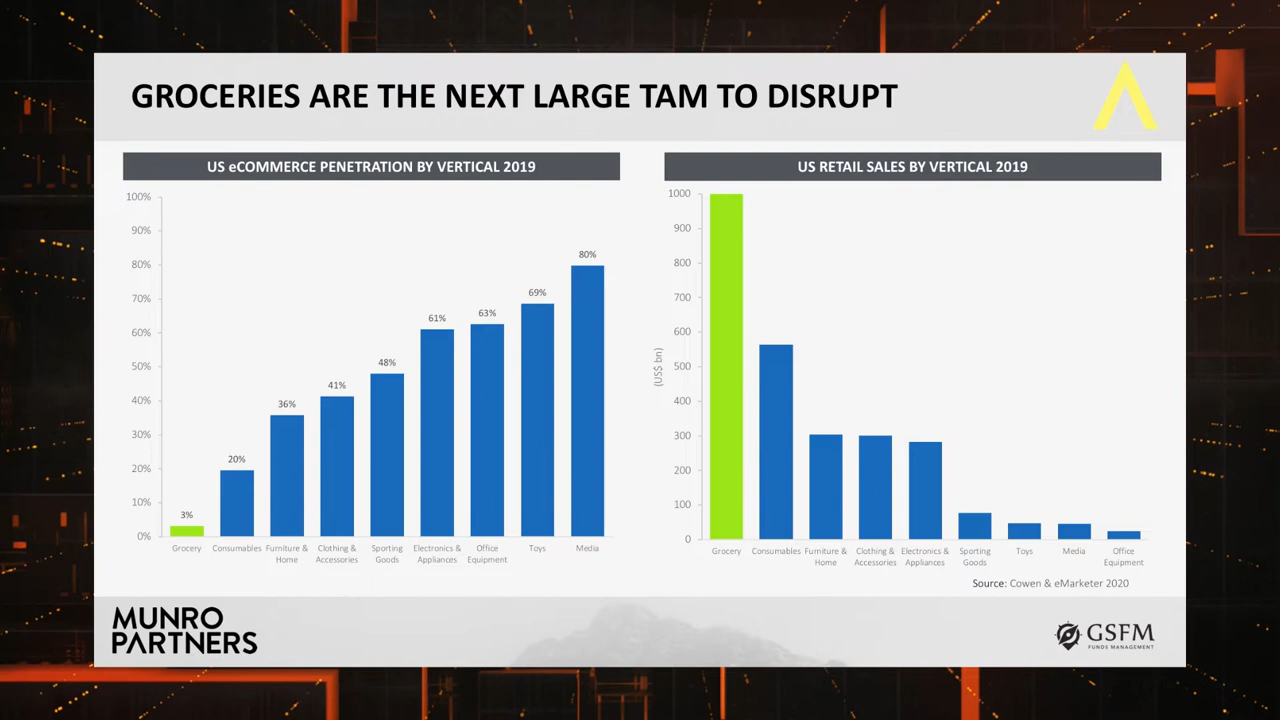 GROCERIES ARE THE NEXT LARGE TAM TO DISRUPT
US eCOMMERCE PENETRATION BY VERTICAL 2019
100%
90%
80%
70%
60%
50%
40%
30%
20%
10%
0%
3%
20%
36%
41%
48%
61%
63%
69%
80%
Grocery
Consumables
Furniture &
Home
Clothing &
Accessories
Sporting
Goods
Electronics &
Appliances
Office
Equipment
Toys
Media
US RETAIL SALES BY VERTICAL 2019
(US$ bn)
1000
900
800
700
600
500
400
300
200
100
0
Grocery
Consumables
Furniture &
Home
Clothing &
Accessories
Electronics &
Appliances
Sporting
Goods
Toys
Media
Office
Equipment
Source: Cowen & eMarketer 2020
MUNRO
PARTNERS
GSFM
FUNDS MANAGEMENT